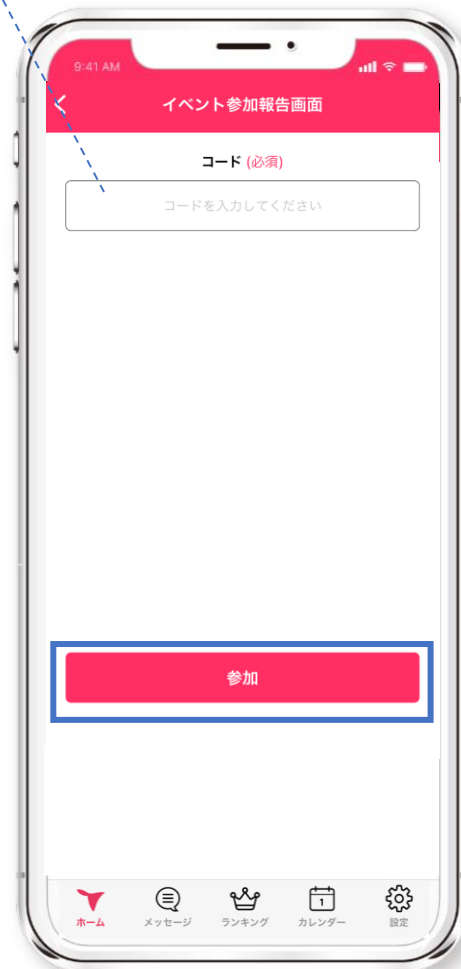 9:41 AM
イベント参加報告画面
コード (必須)
コードを入力してください
参加
1
ホーム
メッセージ
ランキング
カレンダー
設定